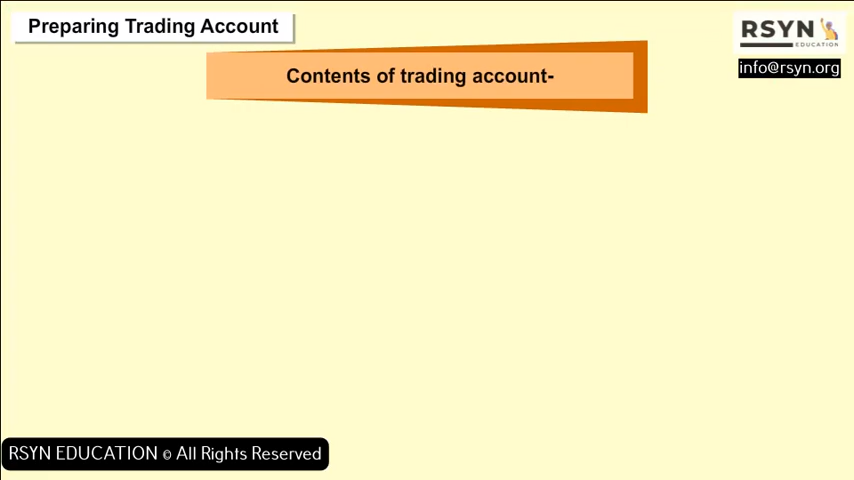 Preparing Trading Account
RSYN
EDUCATION
info@rsyn.org
Contents of trading account-
RSYN EDUCATION © All Rights Reserved